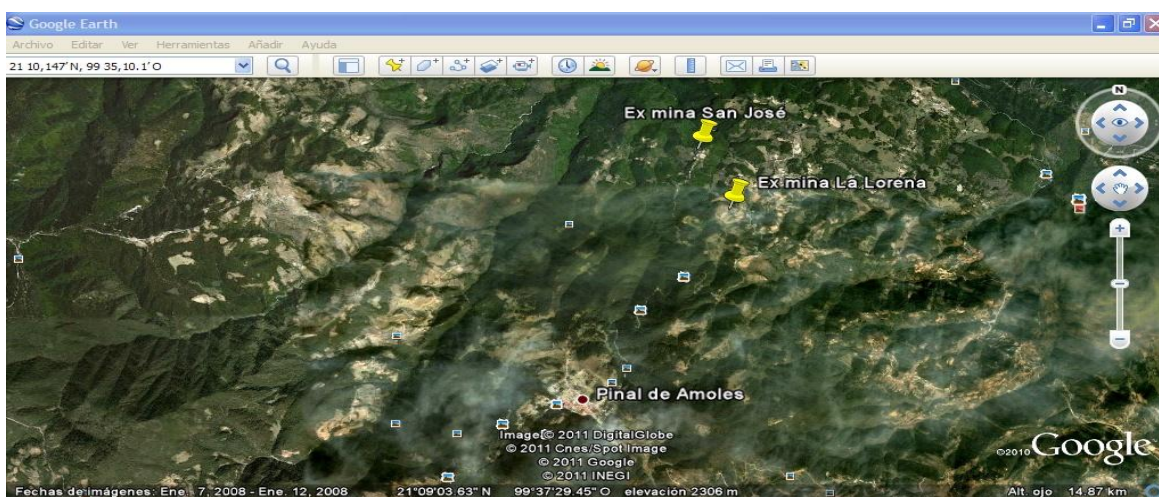 Google Earth
Archivo Editar Ver Herramientas Añadir Ayuda
21 10,147'N, 99 35,10.1'O
N
Ex mina San José
Ex mina La Lorena
Pinal de Amoles
Image © 2011 DigitalGlobe
© 2011 Cnes/Spot Image
© 2011 Google
© 2011 INEGI
©2010 Google
Fechas de imágenes: Ene. 7, 2008 - Ene. 12, 2008 21°09'03.63" N 99°37'29.45" O elevación 2306 m Alt. ojo 14.87 km